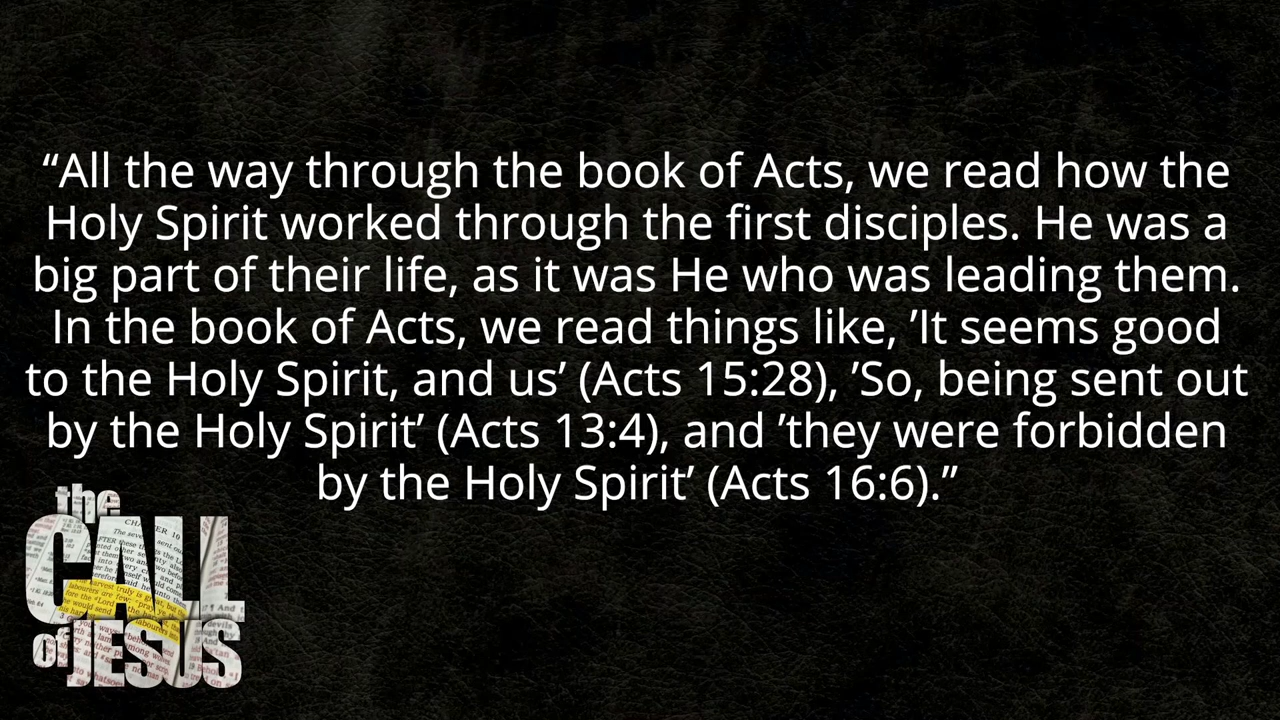 “All the way through the book of Acts, we read how the
Holy Spirit worked through the first disciples. He was a
big part of their life, as it was He who was leading them.
In the book of Acts, we read things like, ’It seems good
to the Holy Spirit, and us’ (Acts 15:28), ’So, being sent out
by the Holy Spirit’ (Acts 13:4), and ’they were forbidden
by the Holy Spirit’ (Acts 16:6).”
the
CALL
of JESUS